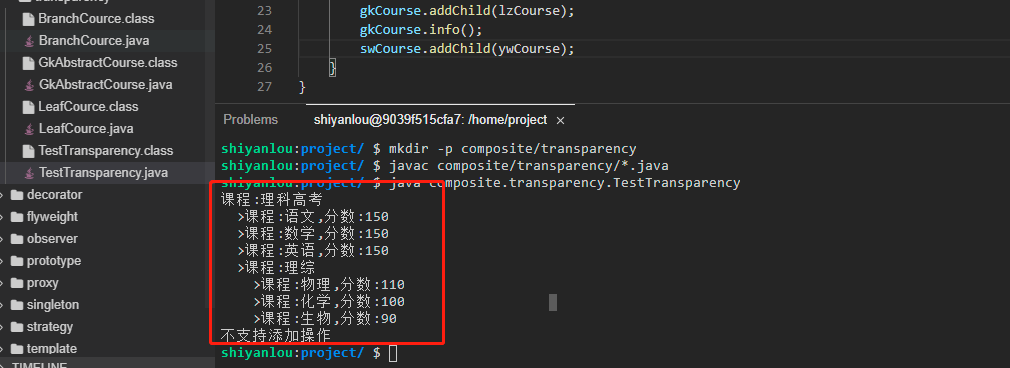 transparency
BranchCource.class
BranchCource.java
GkAbstractCourse.class
GkAbstractCourse.java
LeafCource.class
LeafCource.java
TestTransparency.class
TestTransparency.java
decorator
flyweight
observer
prototype
proxy
singleton
strategy
template
TIMELINE
23 gkCourse.addChild(lzCourse);
24 gkCourse.info();
25 swCourse.addChild(ywCourse);
26 }
27 }
Problems shiyanlou@9039f515cfa7: /home/project ×
shiyanlou:project/ $ mkdir -p composite/transparency
shiyanlou:project/ $ javac composite/transparency/*.java
shiyanlou:project/ $ java composite.transparency.TestTransparency
课程:理科高考
>课程:语文,分数:150
>课程:数学,分数:150
>课程:英语,分数:150
>课程:理综
>课程:物理,分数:110
>课程:化学,分数:100
>课程:生物,分数:90
不支持添加操作
shiyanlou:project/ $